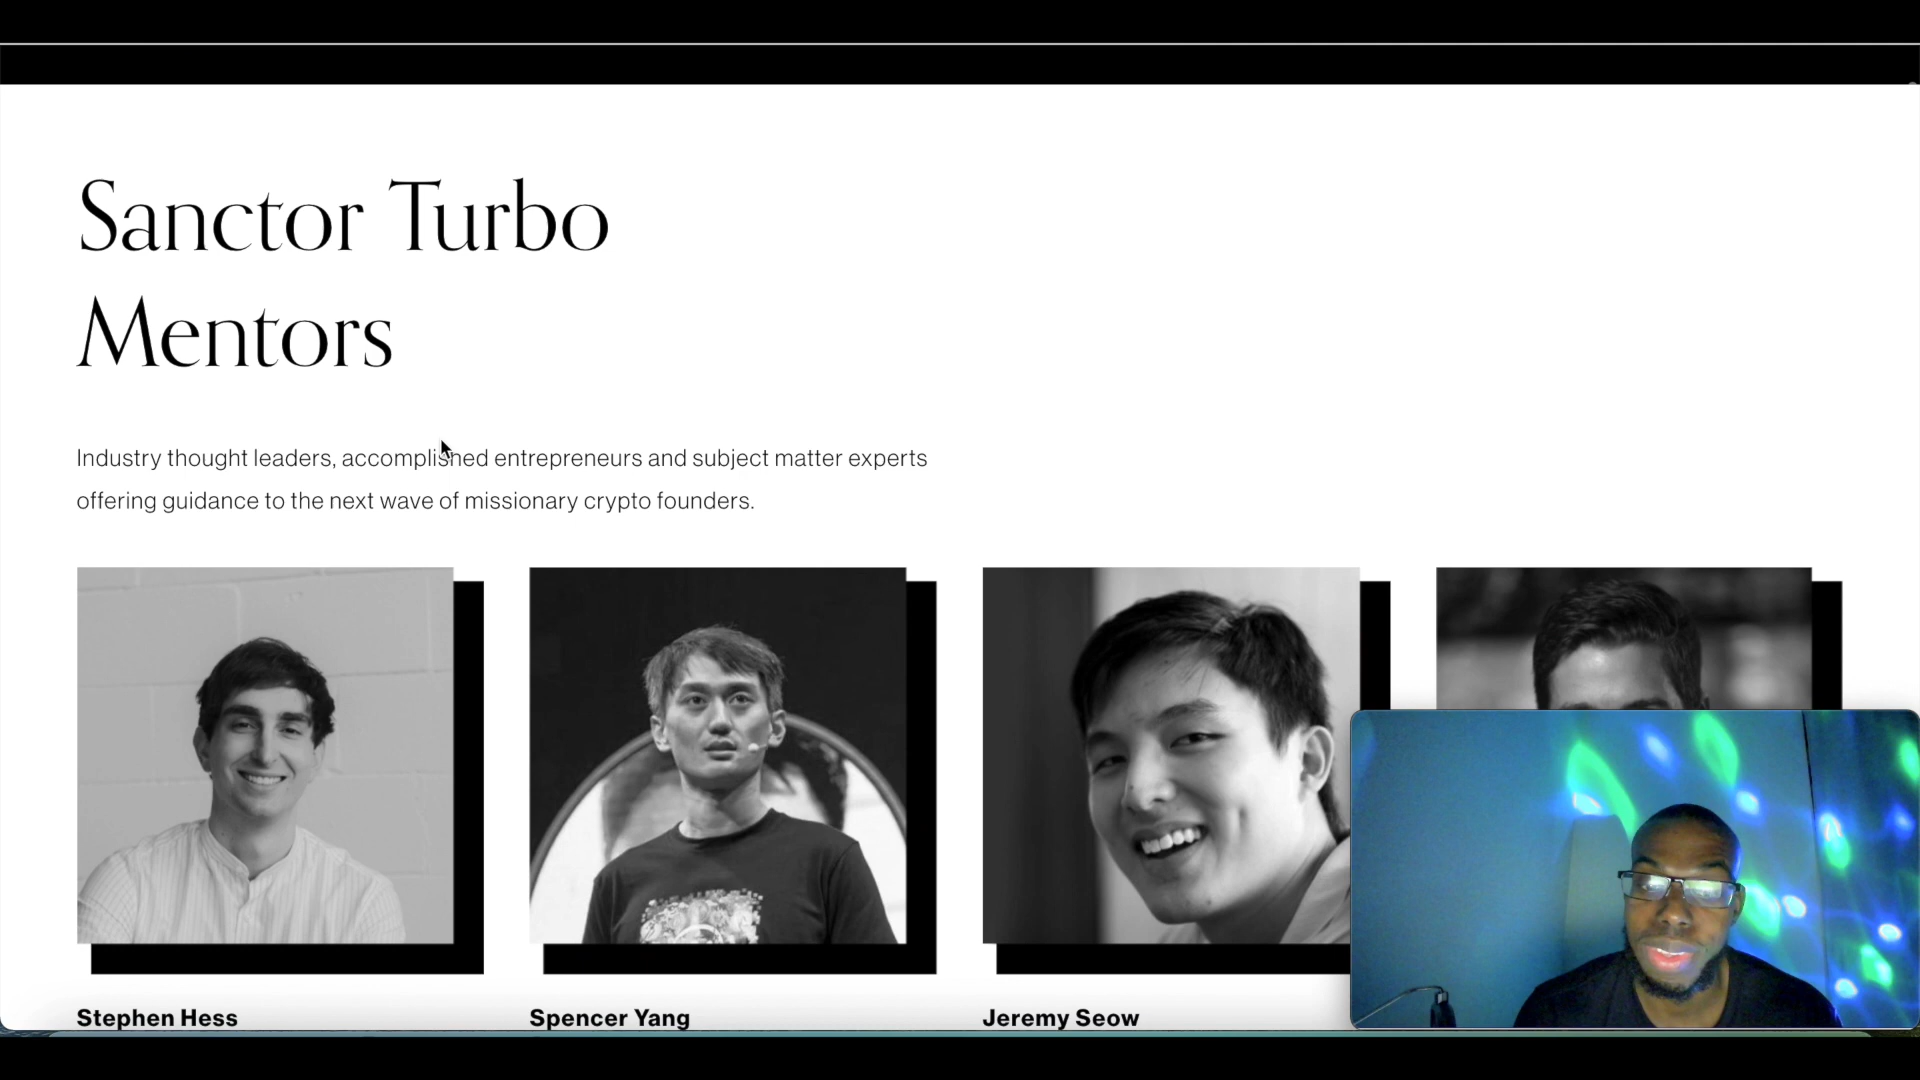 Sanctor Turbo
Mentors
Industry thought leaders, accomplished entrepreneurs and subject matter experts
offering guidance to the next wave of missionary crypto founders.
Stephen Hess
Spencer Yang
Jeremy Seow